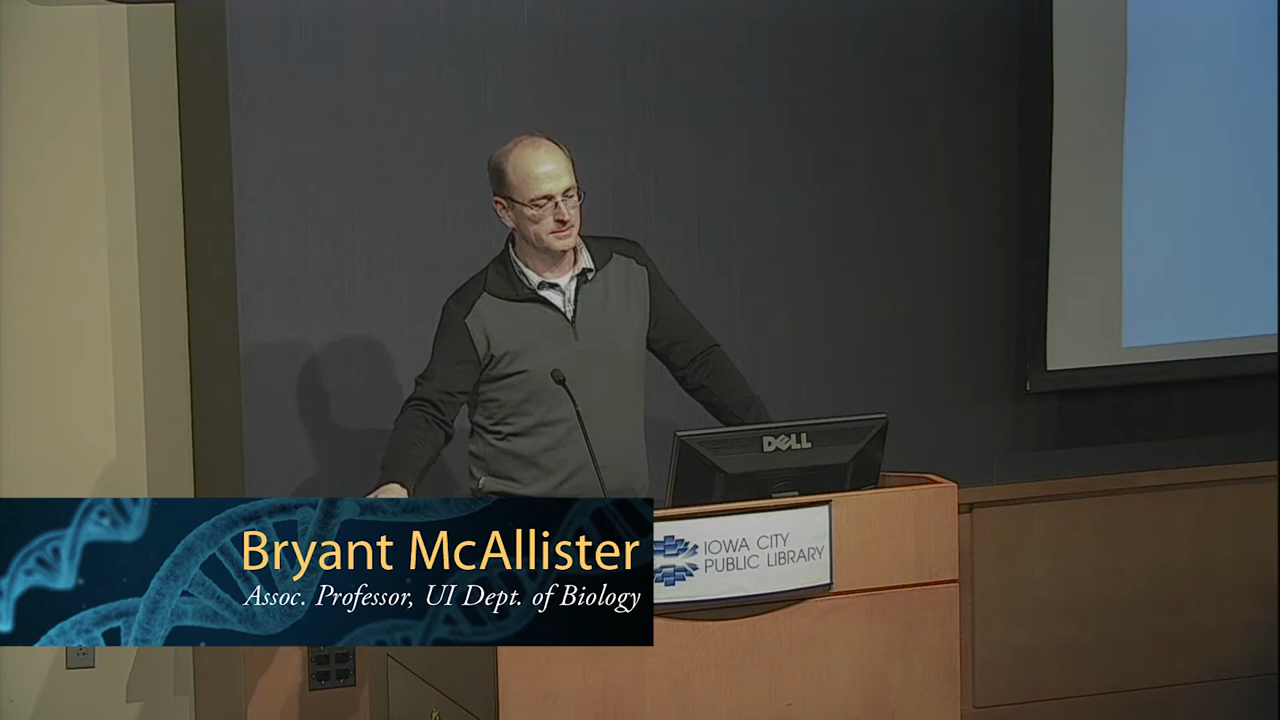 DELL
IOWA CITY
PUBLIC LIBRARY
Bryant McAllister
Assoc. Professor, UI Dept. of Biology